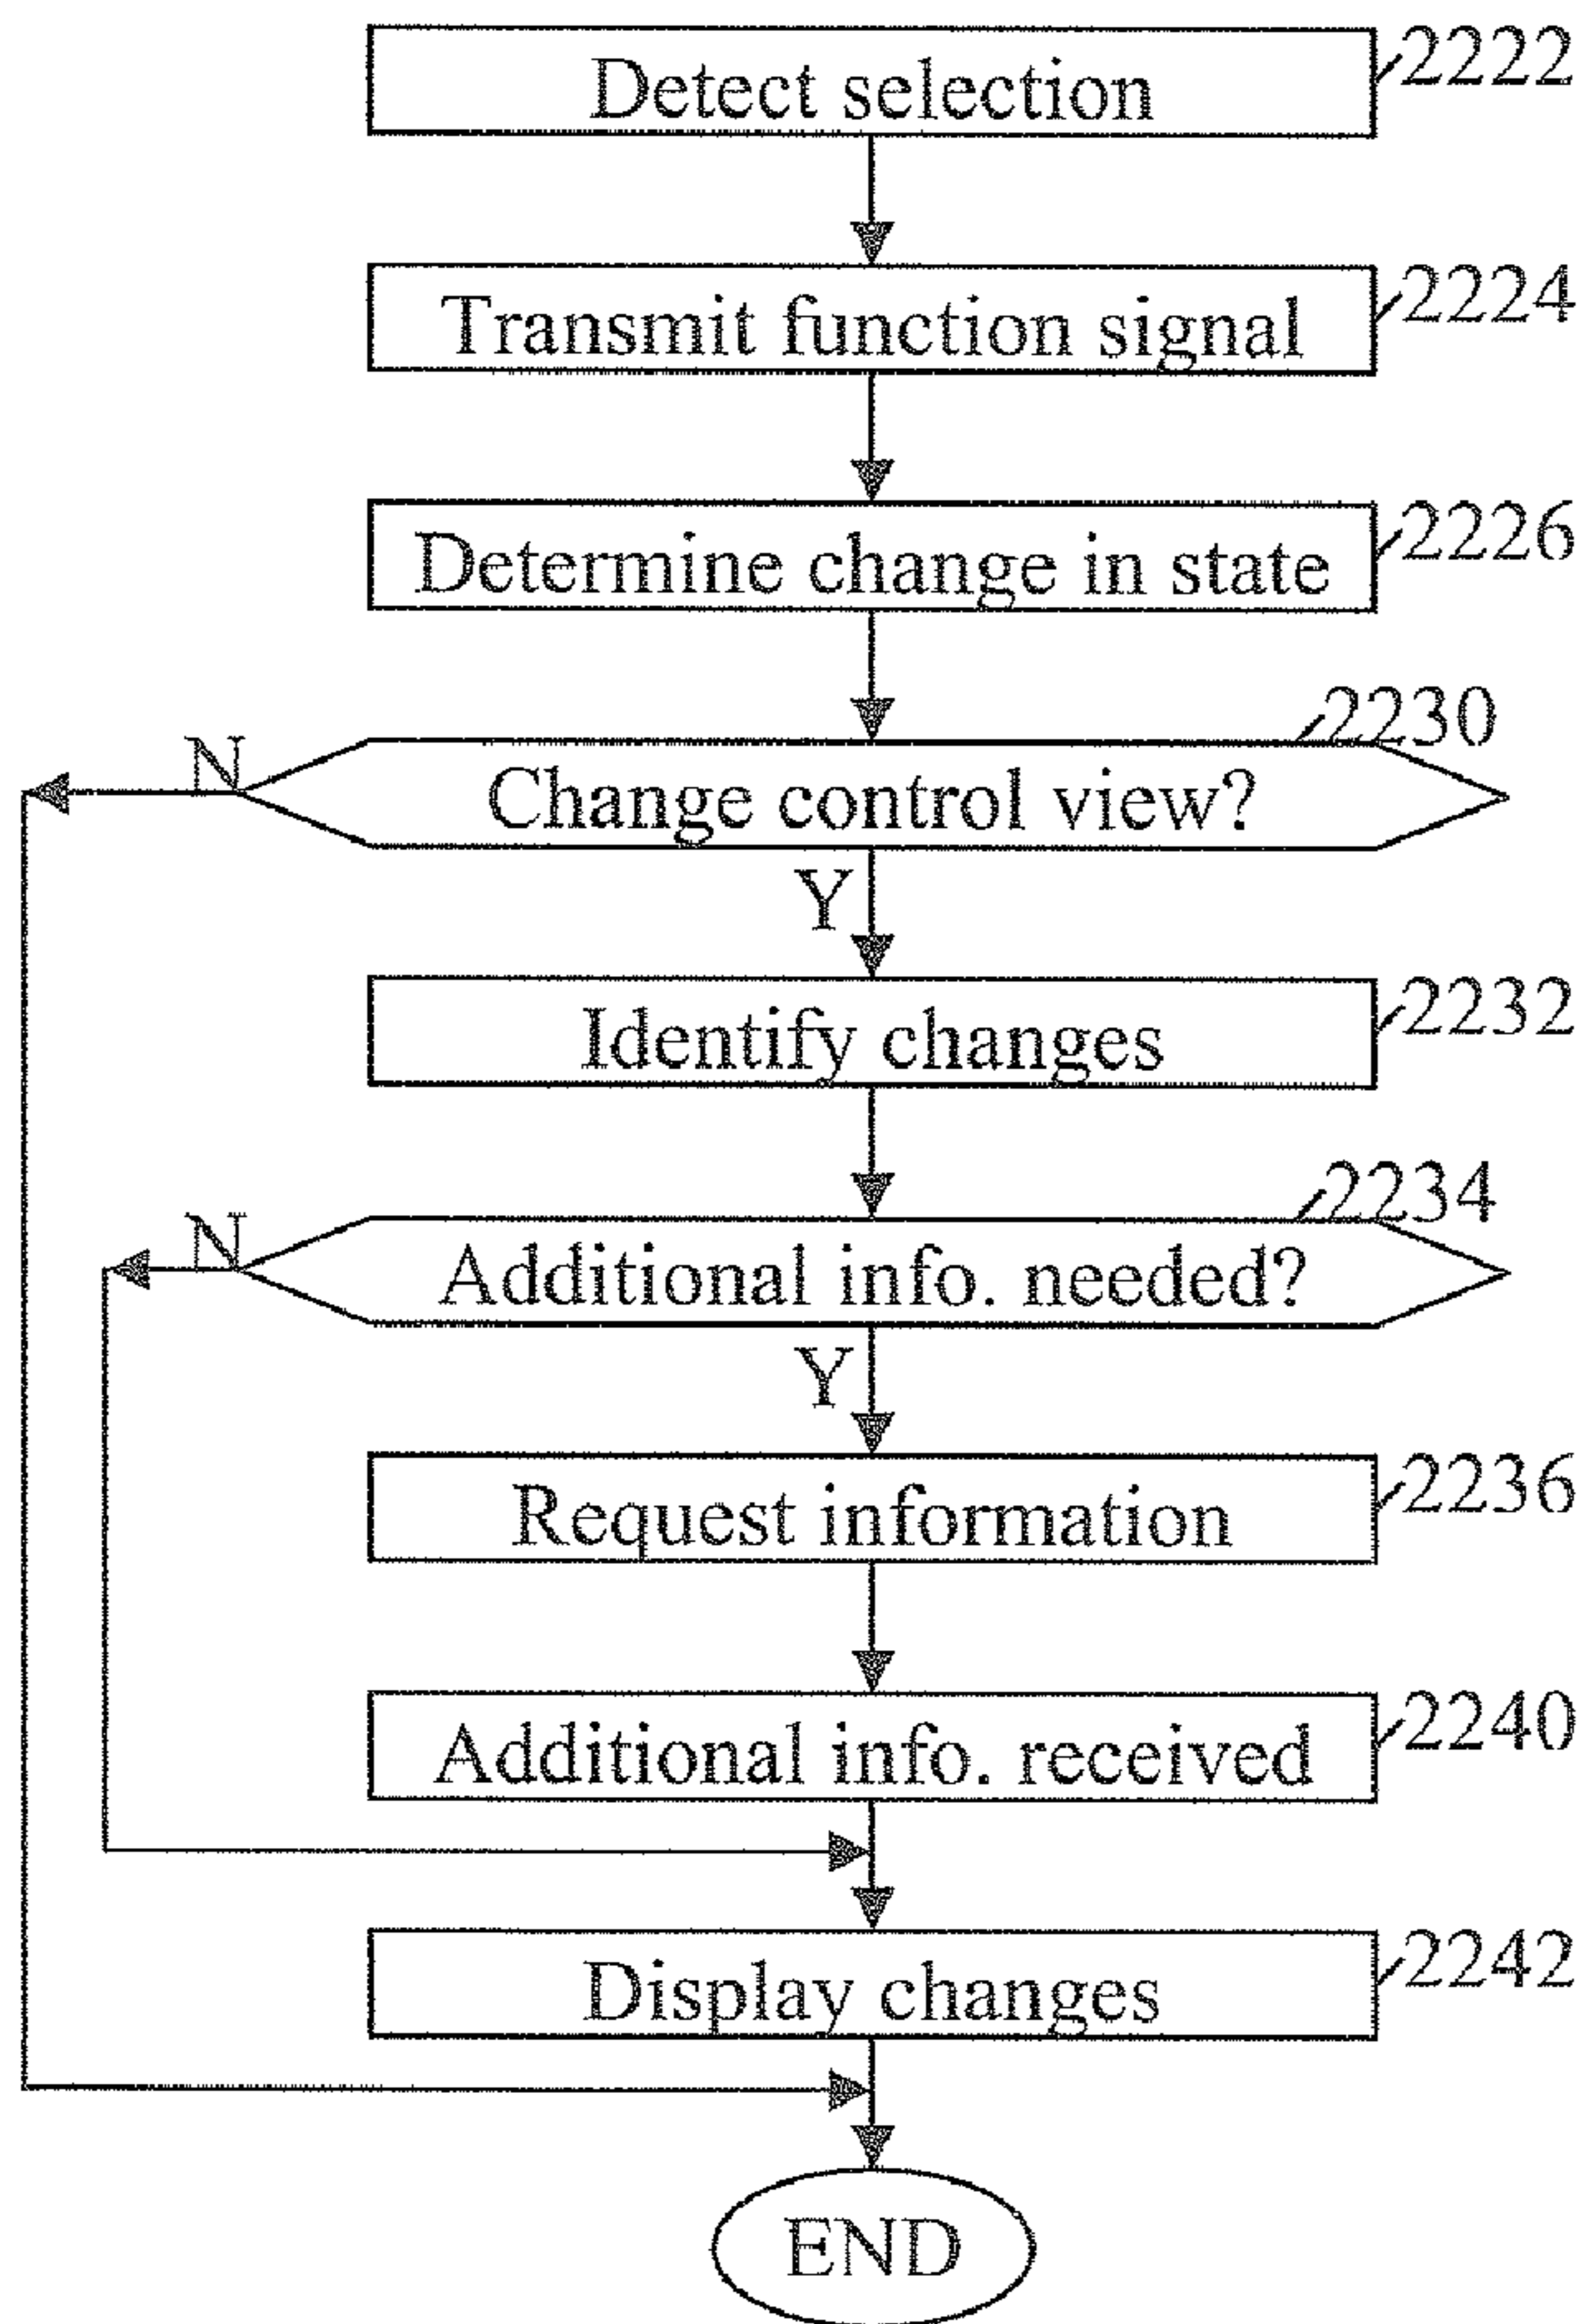 Detect selection
2222
Transmit function signal
2224
Determine change in state
2226
2230
N
Change control view?
Y
Identify changes
2232
2234
N
Additional info. needed?
Y
Request information
2236
Additional info. received
2240
Display changes
2242
END